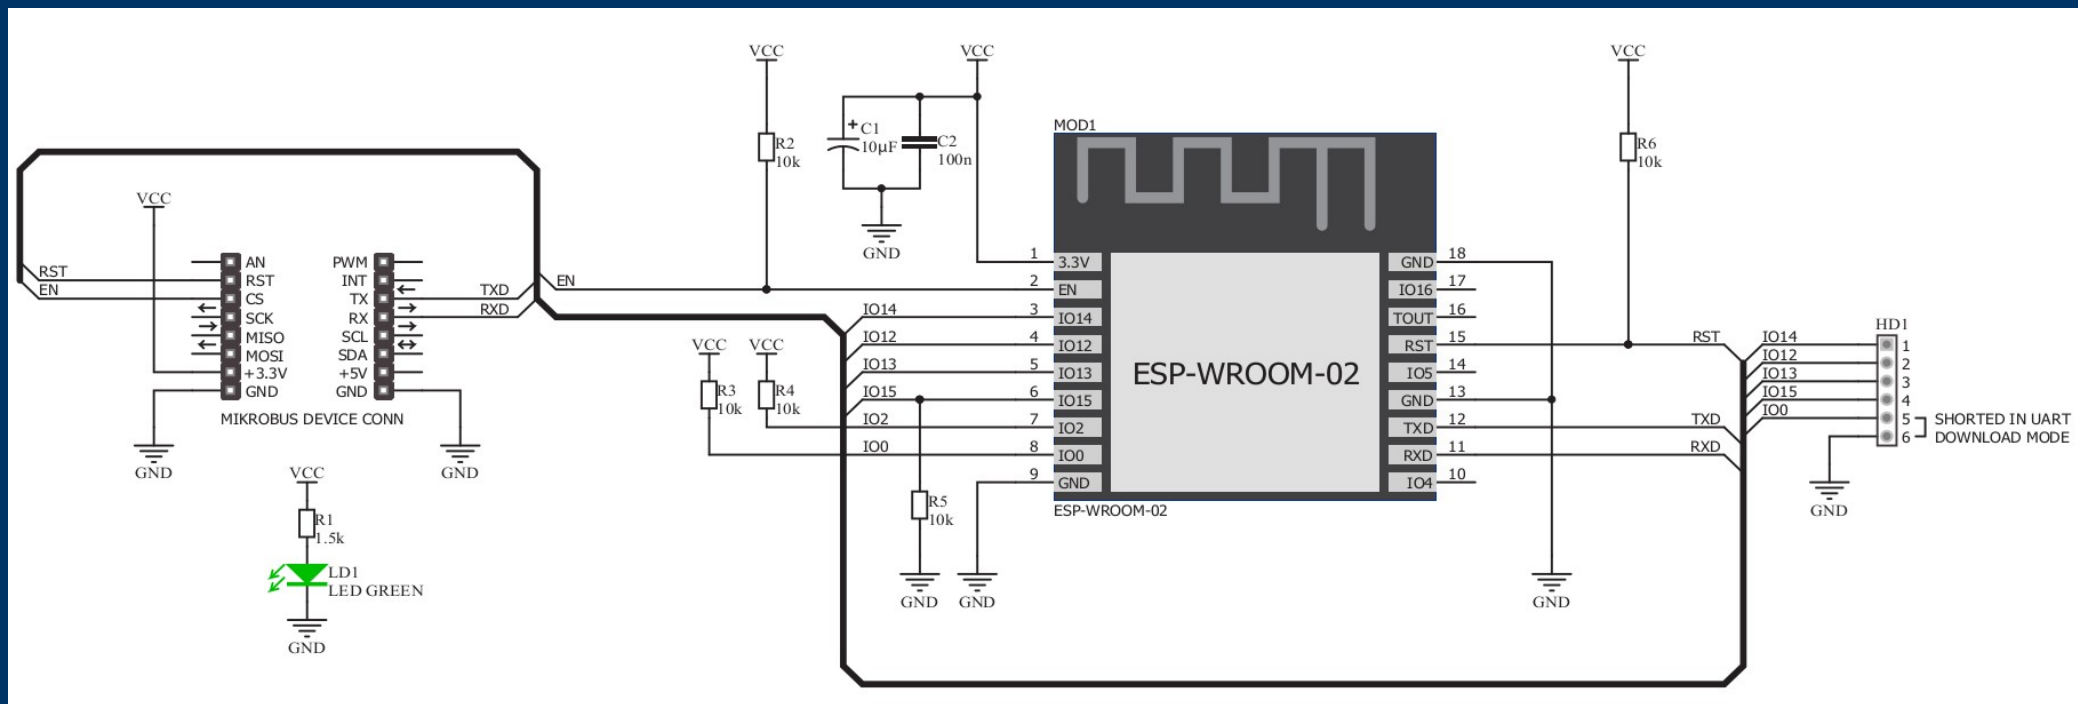 VCC
RST
EN
AN
RST
CS
SCK
MISO
MOSI
+3.3V
GND
PWM
INT
TX
RX
SCL
SDA
+5V
GND
TXD
RXD
MIKROBUS DEVICE CONN
GND
GND
VCC
R1
1.5k
LD1
LED GREEN
GND
VCC
R2
10k
EN
VCC
C1
10µF
C2
100n
GND
VCC
R3
10k
VCC
R4
10k
IO14
IO12
IO13
IO15
IO2
IO0
R5
10k
GND
GND
MOD1
1
2
3
4
5
6
7
8
9
3.3V
EN
IO14
IO12
IO13
IO15
IO2
IO0
GND
ESP-WROOM-02
GND
IO16
TOUT
RST
IO5
GND
TXD
RXD
IO4
18
17
16
15
14
13
12
11
10
ESP-WROOM-02
GND
VCC
R6
10k
RST
TXD
RXD
IO14
IO12
IO13
IO15
IO0
HD1
1
2
3
4
5
6
SHORTED IN UART
DOWNLOAD MODE
GND